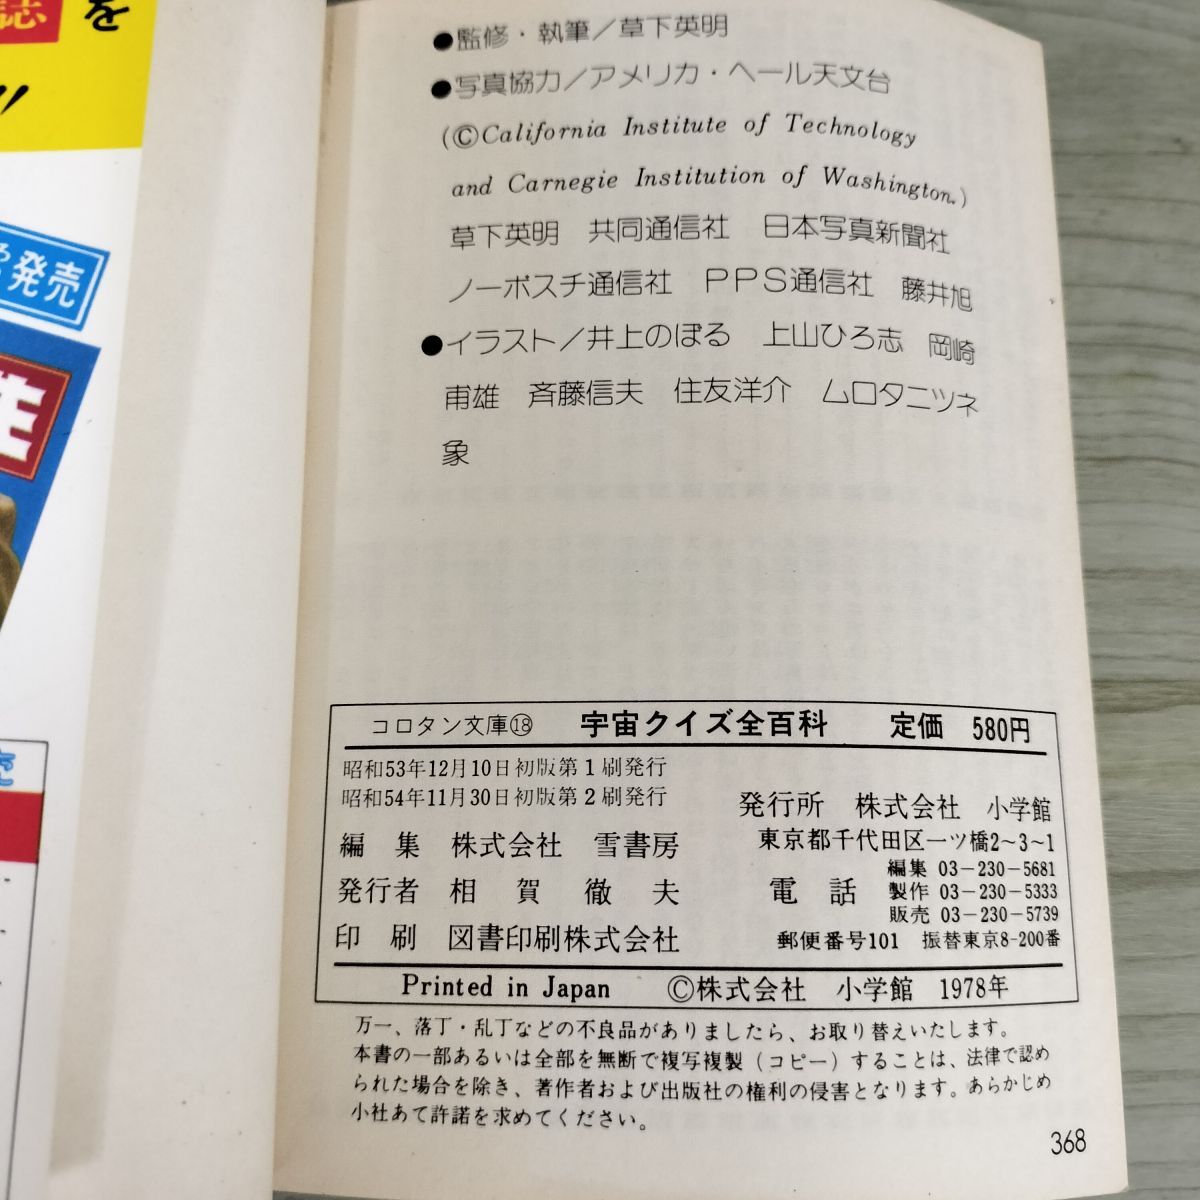 誌を
!!
発売
●監修・執筆/草下英明
●写真協力/アメリカ・ヘール天文台
(©California Institute of Technology
and Carnegie Institution of Washington.)
草下英明　共同通信社　日本写真新聞社
ノーボスチ通信社　PPS通信社　藤井旭
●イラスト/井上のぼる　上山ひろ志　岡崎
甫雄　斉藤信夫　住友洋介　ムロタニツネ
象
コロタン文庫⑱　宇宙クイズ全百科　定価　580円
昭和53年12月10日初版第1刷発行
昭和54年11月30日初版第2刷発行
編　集　株式会社　雪書房
発行者　相　賀　徹　夫
印　刷　図書印刷株式会社
発行所　株式会社　小学館
東京都千代田区一ツ橋2〜3〜1
電　話
編集 03-230-5681
製作 03-230-5333
販売 03-230-5739
郵便番号101　振替東京8-200番
Printed in Japan　©株式会社　小学館　1978年
万一、落丁・乱丁などの不良品がありましたら、お取り替えいたします。
本書の一部あるいは全部を無断で複写複製(コピー)することは、法律で認め
られた場合を除き、著作者および出版社の権利の侵害となります。あらかじめ
小社あて許諾を求めてください。
368